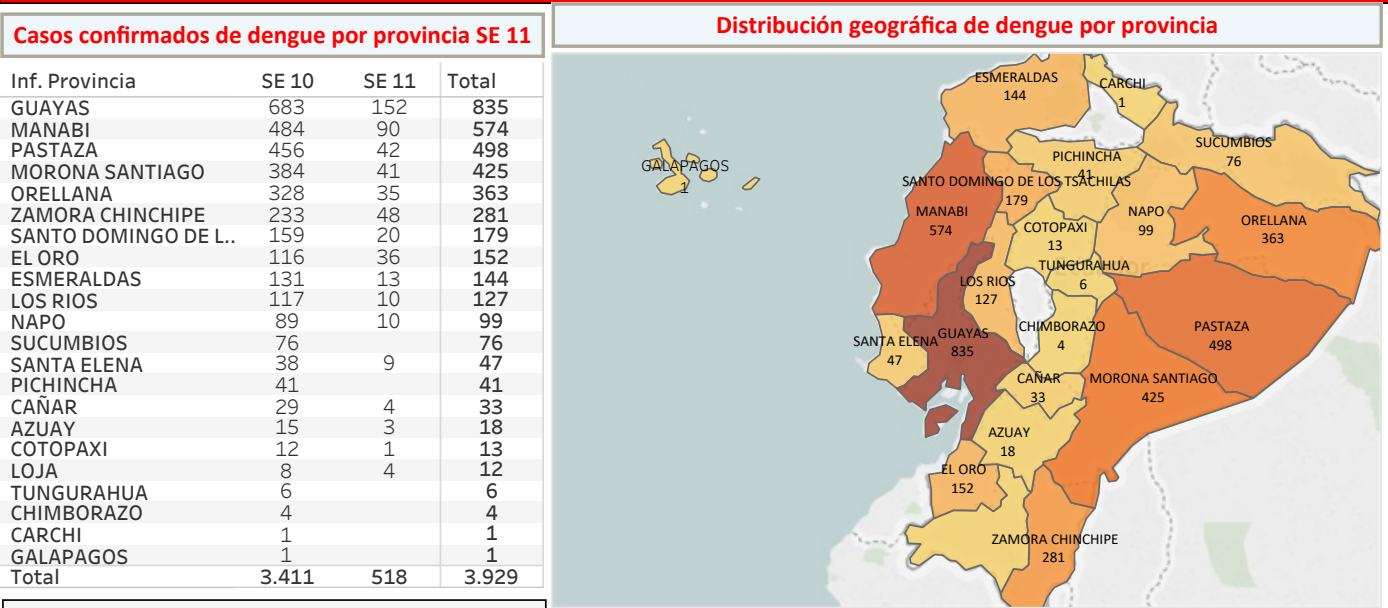 Casos confirmados de dengue por provincia SE 11
Inf. Provincia SE 10 SE 11 Total
GUAYAS 683 152 835
MANABI 484 90 574
PASTAZA 456 42 498
MORONA SANTIAGO 384 41 425
ORELLANA 328 35 363
ZAMORA CHINCHIPE 233 48 281
SANTO DOMINGO DE L.. 159 20 179
EL ORO 116 36 152
ESMERALDAS 131 13 144
LOS RIOS 117 10 127
NAPO 89 10 99
SUCUMBIOS 76 76
SANTA ELENA 38 9 47
PICHINCHA 41 41
CAÑAR 29 4 33
AZUAY 15 3 18
COTOPAXI 12 1 13
LOJA 8 4 12
TUNGURAHUA 6 6
CHIMBORAZO 4 4
CARCHI 1 1
GALAPAGOS 1 1
Total 3.411 518 3.929
Distribución geográfica de dengue por provincia
ESMERALDAS
144
CARCHI
1
SUCUMBIOS
76
GALAPAGOS
1
PICHINCHA
41
SANTO DOMINGO DE LOS TSACHILAS
179
MANABI
574
NAPO
99
ORELLANA
363
COTOPAXI
13
TUNGURAHUA
6
LOS RIOS
127
SANTA ELENA
47
GUAYAS
835
CHIMBORAZO
4
PASTAZA
498
CAÑAR
33
MORONA SANTIAGO
425
AZUAY
18
EL ORO
152
ZAMORA CHINCHIPE
281